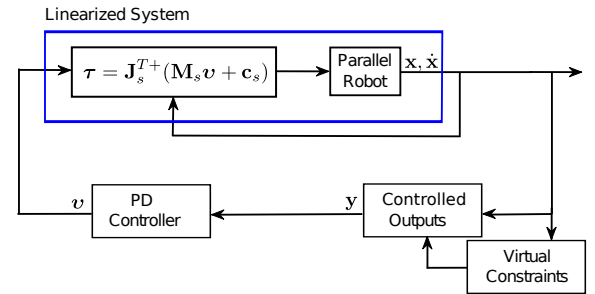 Linearized System
τ = J_s^{T+}(M_s υ + c_s)
Parallel
Robot
x, ẋ
υ
PD
Controller
y
Controlled
Outputs
Virtual
Constraints